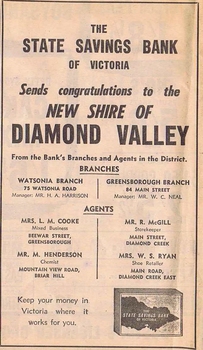 THE
STATE SAVINGS BANK
OF VICTORIA
Sends congratulations to the
NEW SHIRE OF
DIAMOND VALLEY
From the Bank's Branches and Agents in the District.
BRANCHES
WATSONIA BRANCH
75 WATSONIA ROAD
Manager: MR. H. A. HARRISON
GREENSBOROUGH BRANCH
84 MAIN STREET
Manager: MR. W. C. NEAL
AGENTS
MRS. L. M. COOKE
Mixed Business
BEEWAR STREET,
GREENSBOROUGH
MR. R. McGILL
Storekeeper
MAIN STREET,
DIAMOND CREEK
MR. M. HENDERSON
Chemist
MOUNTAIN VIEW ROAD,
BRIAR HILL
MRS. W. S. RYAN
Shoe Retailer
MAIN ROAD,
DIAMOND CREEK EAST
Keep your money in
Victoria where it
works for you.
STATE SAVINGS BANK
OF VICTORIA